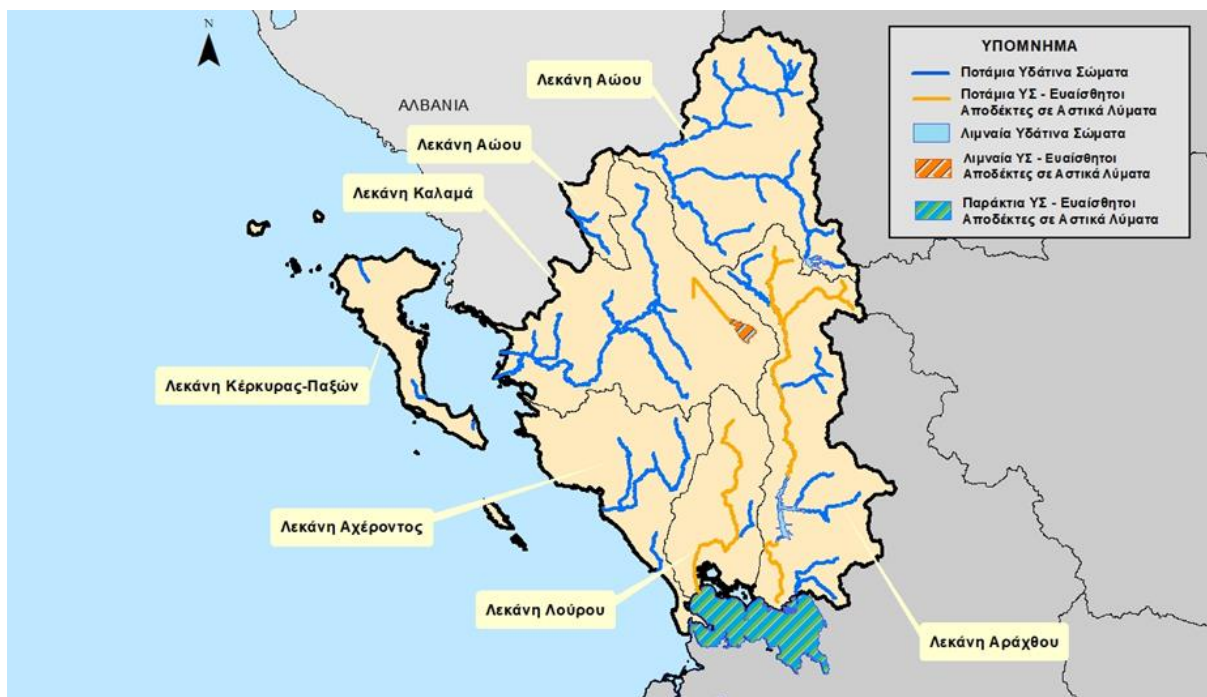 N
ΑΛΒΑΝΙΑ
Λεκάνη Αώου
Λεκάνη Αώου
Λεκάνη Καλαμά
Λεκάνη Κέρκυρας-Παξών
Λεκάνη Αχέροντος
Λεκάνη Λούρου
Λεκάνη Αράχθου
ΥΠΟΜΝΗΜΑ
Ποτάμια Υδάτινα Σώματα
Ποτάμια ΥΣ - Ευαίσθητοι
Αποδέκτες σε Αστικά Λύματα
Λιμναία Υδάτινα Σώματα
Λιμναία ΥΣ - Ευαίσθητοι
Αποδέκτες σε Αστικά Λύματα
Παράκτια ΥΣ - Ευαίσθητοι
Αποδέκτες σε Αστικά Λύματα